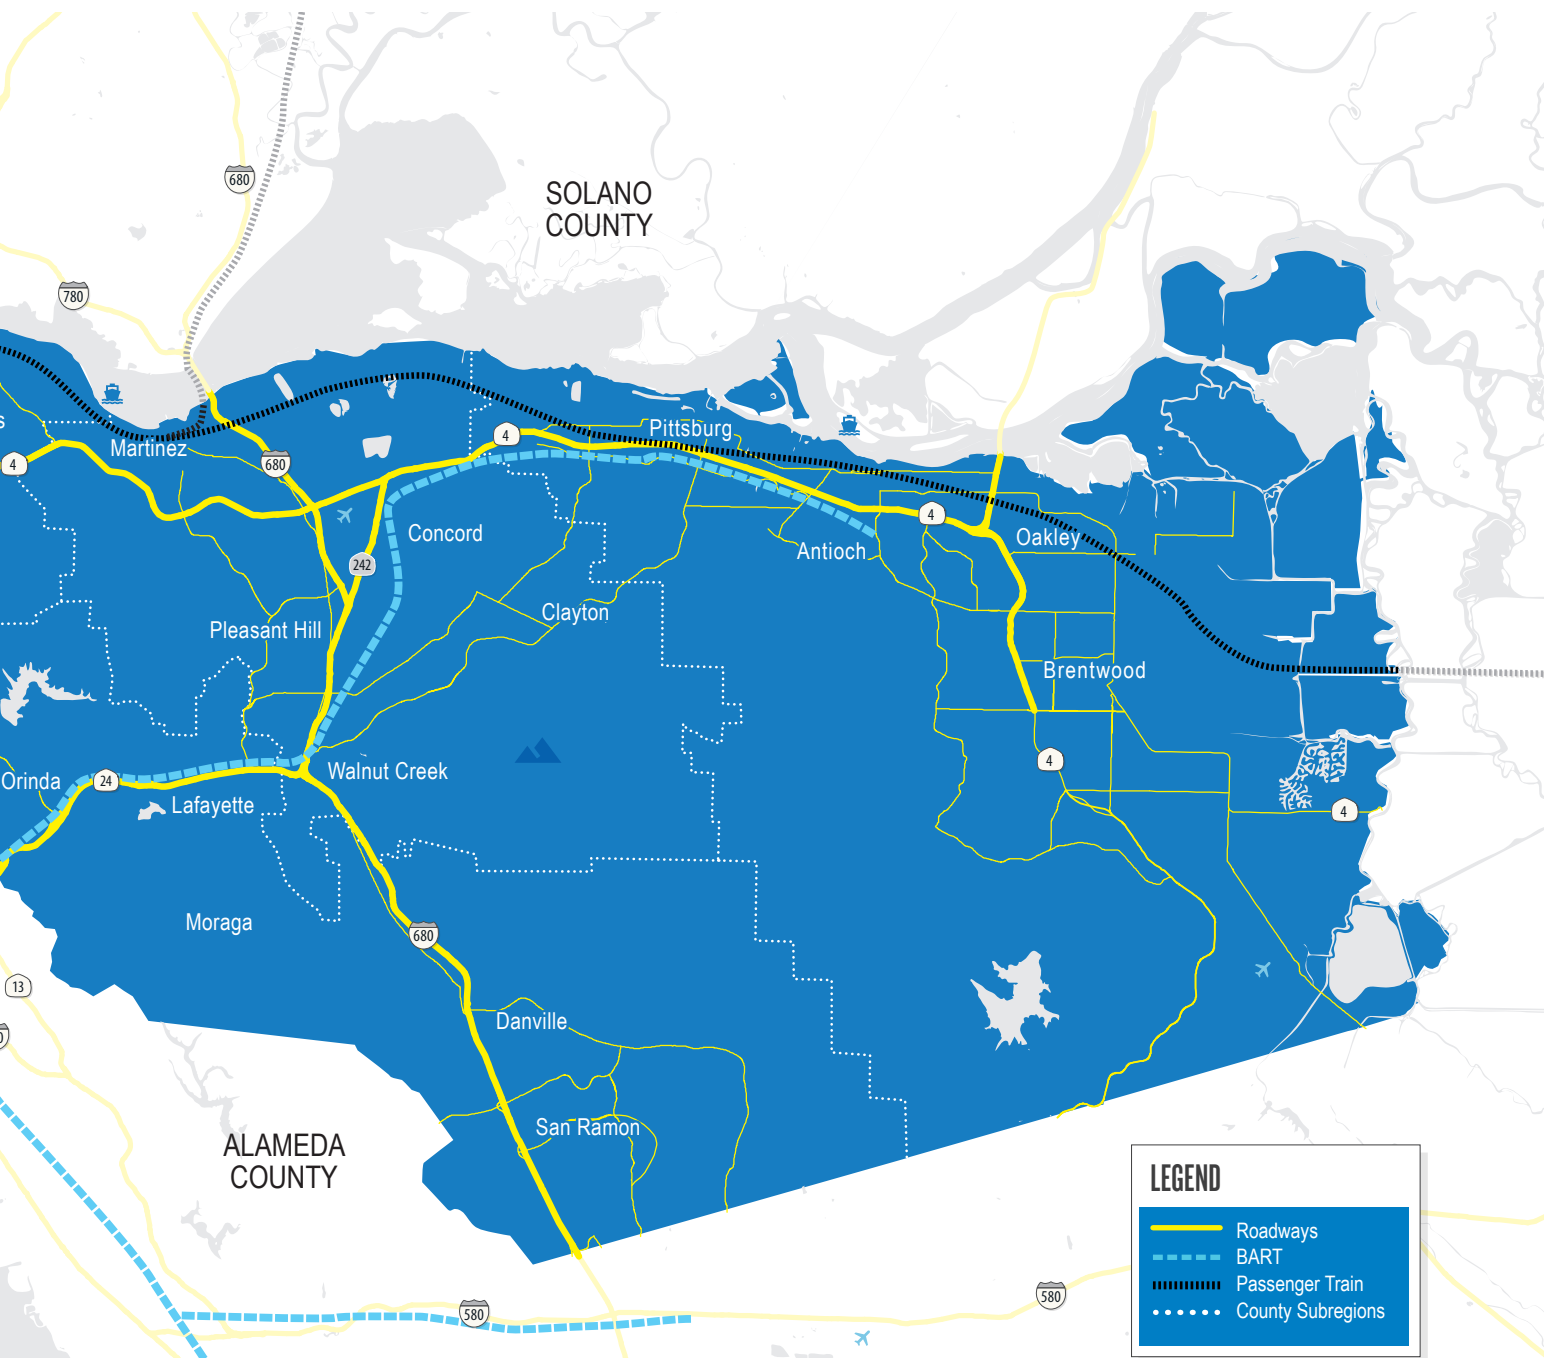 680
SOLANO
COUNTY
780
s
Martinez
4
680
4
Pittsburg
242
Concord
4
Oakley
Antioch
Clayton
Pleasant Hill
Brentwood
4
Orinda
24
Walnut Creek
Lafayette
4
Moraga
680
13
0
Danville
San Ramon
ALAMEDA
COUNTY
580
580
LEGEND
Roadways
BART
Passenger Train
County Subregions